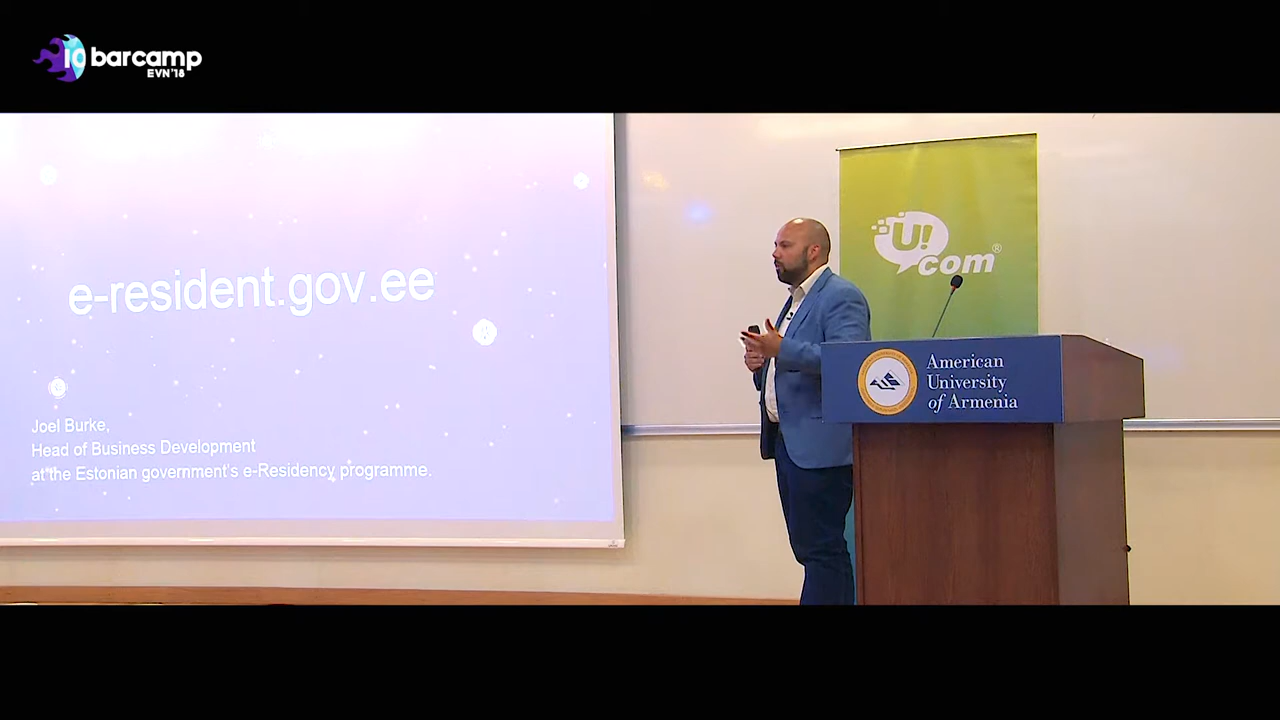 10 barcamp
EVN'18
e-resident.gov.ee
Joel Burke,
Head of Business Development
at the Estonian government's e-Residency programme.
U!
com®
American
University
of Armenia